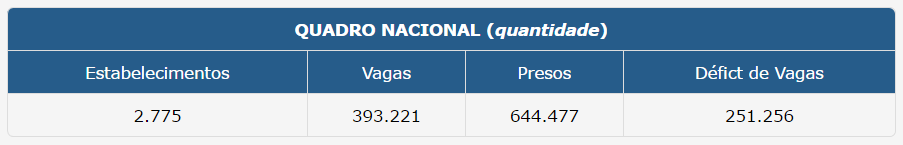 QUADRO NACIONAL (quantidade)
Estabelecimentos Vagas Presos Défict de Vagas
2.775 393.221 644.477 251.256